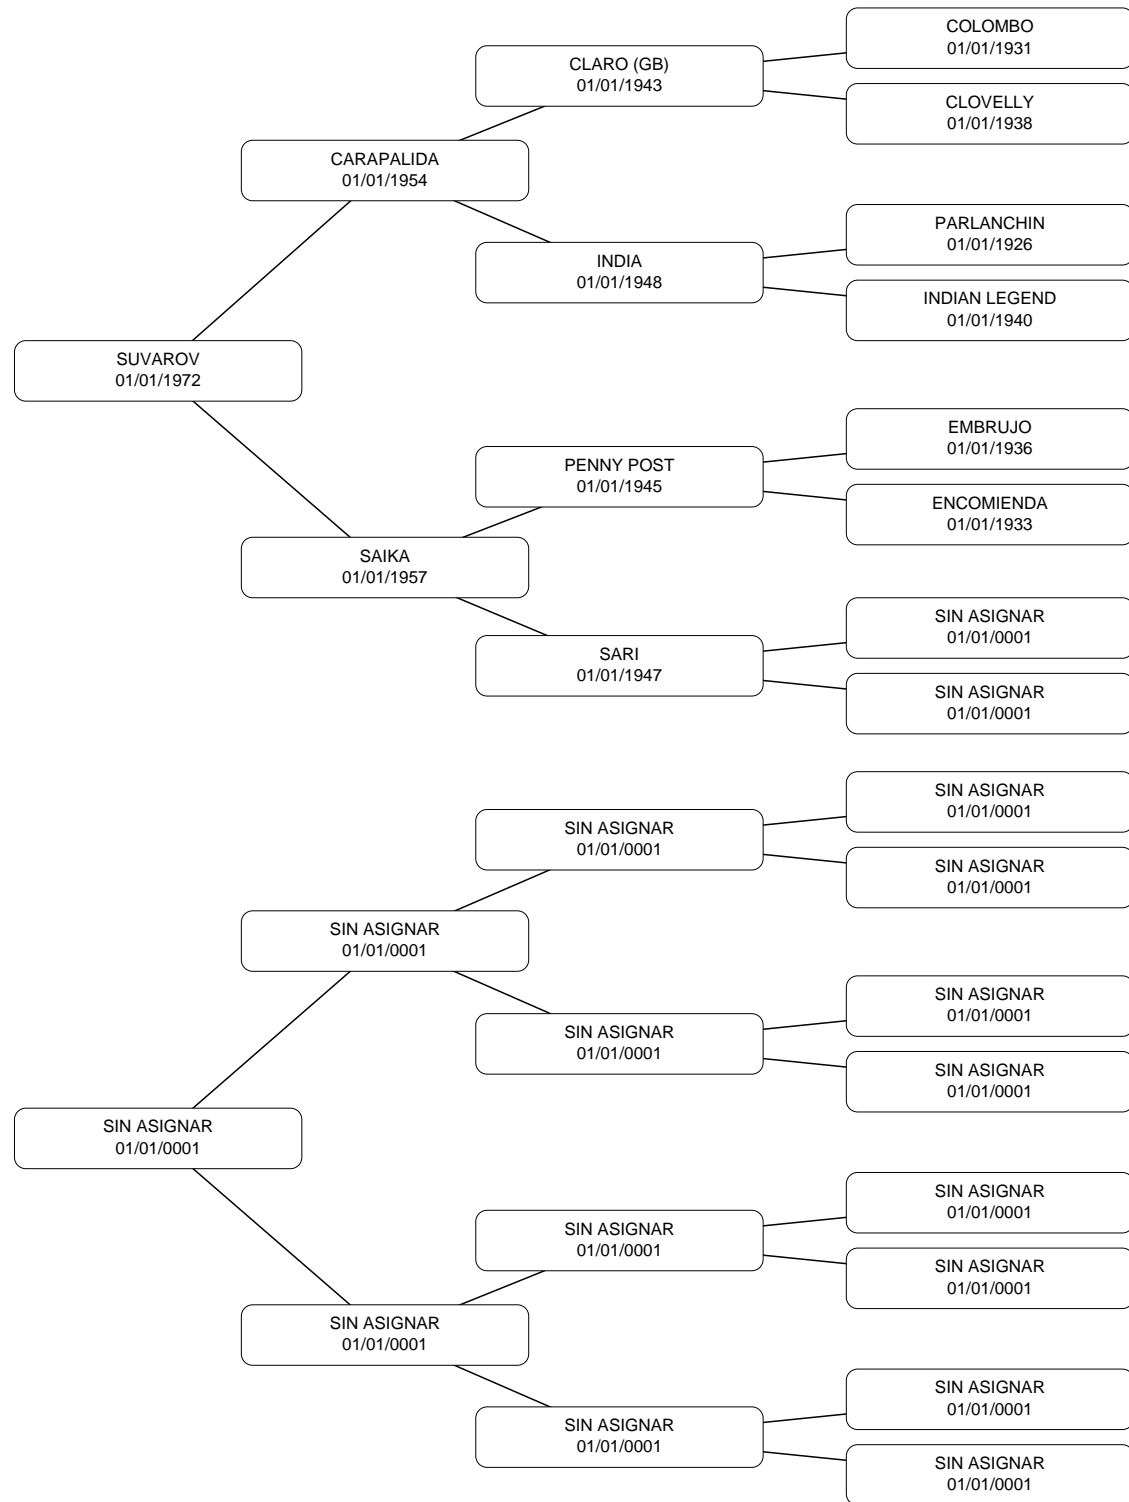 COLOMBO
01/01/1931
CLARO (GB)
01/01/1943
CLOVELLY
01/01/1938
CARAPALIDA
01/01/1954
PARLANCHIN
01/01/1926
INDIA
01/01/1948
INDIAN LEGEND
01/01/1940
SUVAROV
01/01/1972
EMBRUJO
01/01/1936
PENNY POST
01/01/1945
ENCOMIENDA
01/01/1933
SAIKA
01/01/1957
SIN ASIGNAR
01/01/0001
SARI
01/01/1947
SIN ASIGNAR
01/01/0001
SIN ASIGNAR
01/01/0001
SIN ASIGNAR
01/01/0001
SIN ASIGNAR
01/01/0001
SIN ASIGNAR
01/01/0001
SIN ASIGNAR
01/01/0001
SIN ASIGNAR
01/01/0001
SIN ASIGNAR
01/01/0001
SIN ASIGNAR
01/01/0001
SIN ASIGNAR
01/01/0001
SIN ASIGNAR
01/01/0001
SIN ASIGNAR
01/01/0001
SIN ASIGNAR
01/01/0001
SIN ASIGNAR
01/01/0001
SIN ASIGNAR
01/01/0001
SIN ASIGNAR
01/01/0001